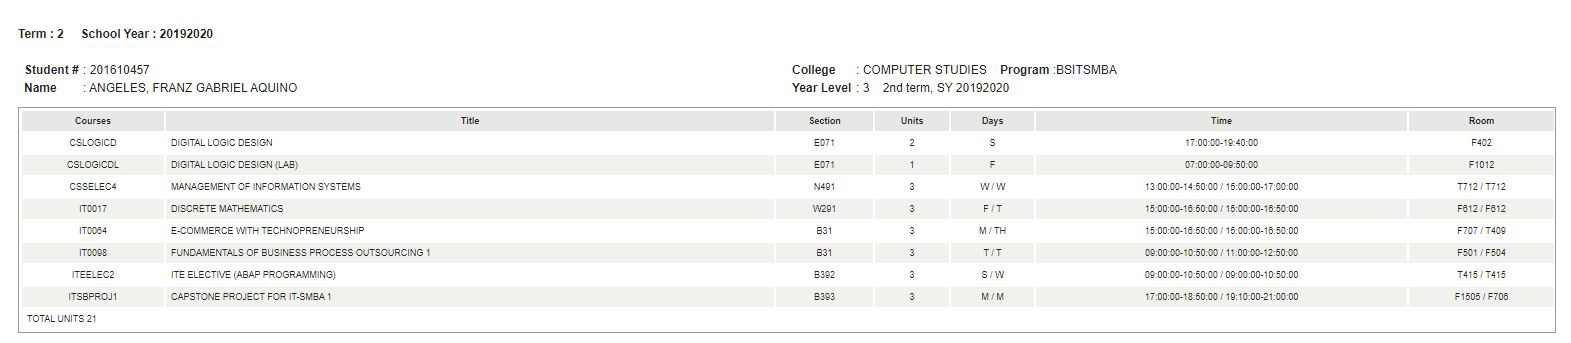 Term : 2 School Year : 20192020
Student # : 201610457 College : COMPUTER STUDIES Program :BSITSMBA
Name : ANGELES, FRANZ GABRIEL AQUINO Year Level : 3 2nd term, SY 20192020
Courses Title Section Units Days Time Room
CSLOGICD DIGITAL LOGIC DESIGN E071 2 S 17:00:00-19:40:00 F402
CSLOGICDL DIGITAL LOGIC DESIGN (LAB) E071 1 F 07:00:00-09:50:00 F1012
CSSELEC4 MANAGEMENT OF INFORMATION SYSTEMS N491 3 W / W 13:00:00-14:50:00 / 15:00:00-17:00:00 T712 / T712
IT0017 DISCRETE MATHEMATICS W291 3 F / T 15:00:00-16:50:00 / 15:00:00-16:50:00 F612 / F612
IT0064 E-COMMERCE WITH TECHNOPRENEURSHIP B31 3 M / TH 15:00:00-16:50:00 / 15:00:00-16:50:00 F707 / T409
IT0098 FUNDAMENTALS OF BUSINESS PROCESS OUTSOURCING 1 B31 3 T / T 09:00:00-10:50:00 / 11:00:00-12:50:00 F501 / F504
ITEELEC2 ITE ELECTIVE (ABAP PROGRAMMING) B392 3 S / W 09:00:00-10:50:00 / 09:00:00-10:50:00 T415 / T415
ITSBPROJ1 CAPSTONE PROJECT FOR IT-SMBA 1 B393 3 M / M 17:00:00-18:50:00 / 19:10:00-21:00:00 F1505 / F706
TOTAL UNITS 21